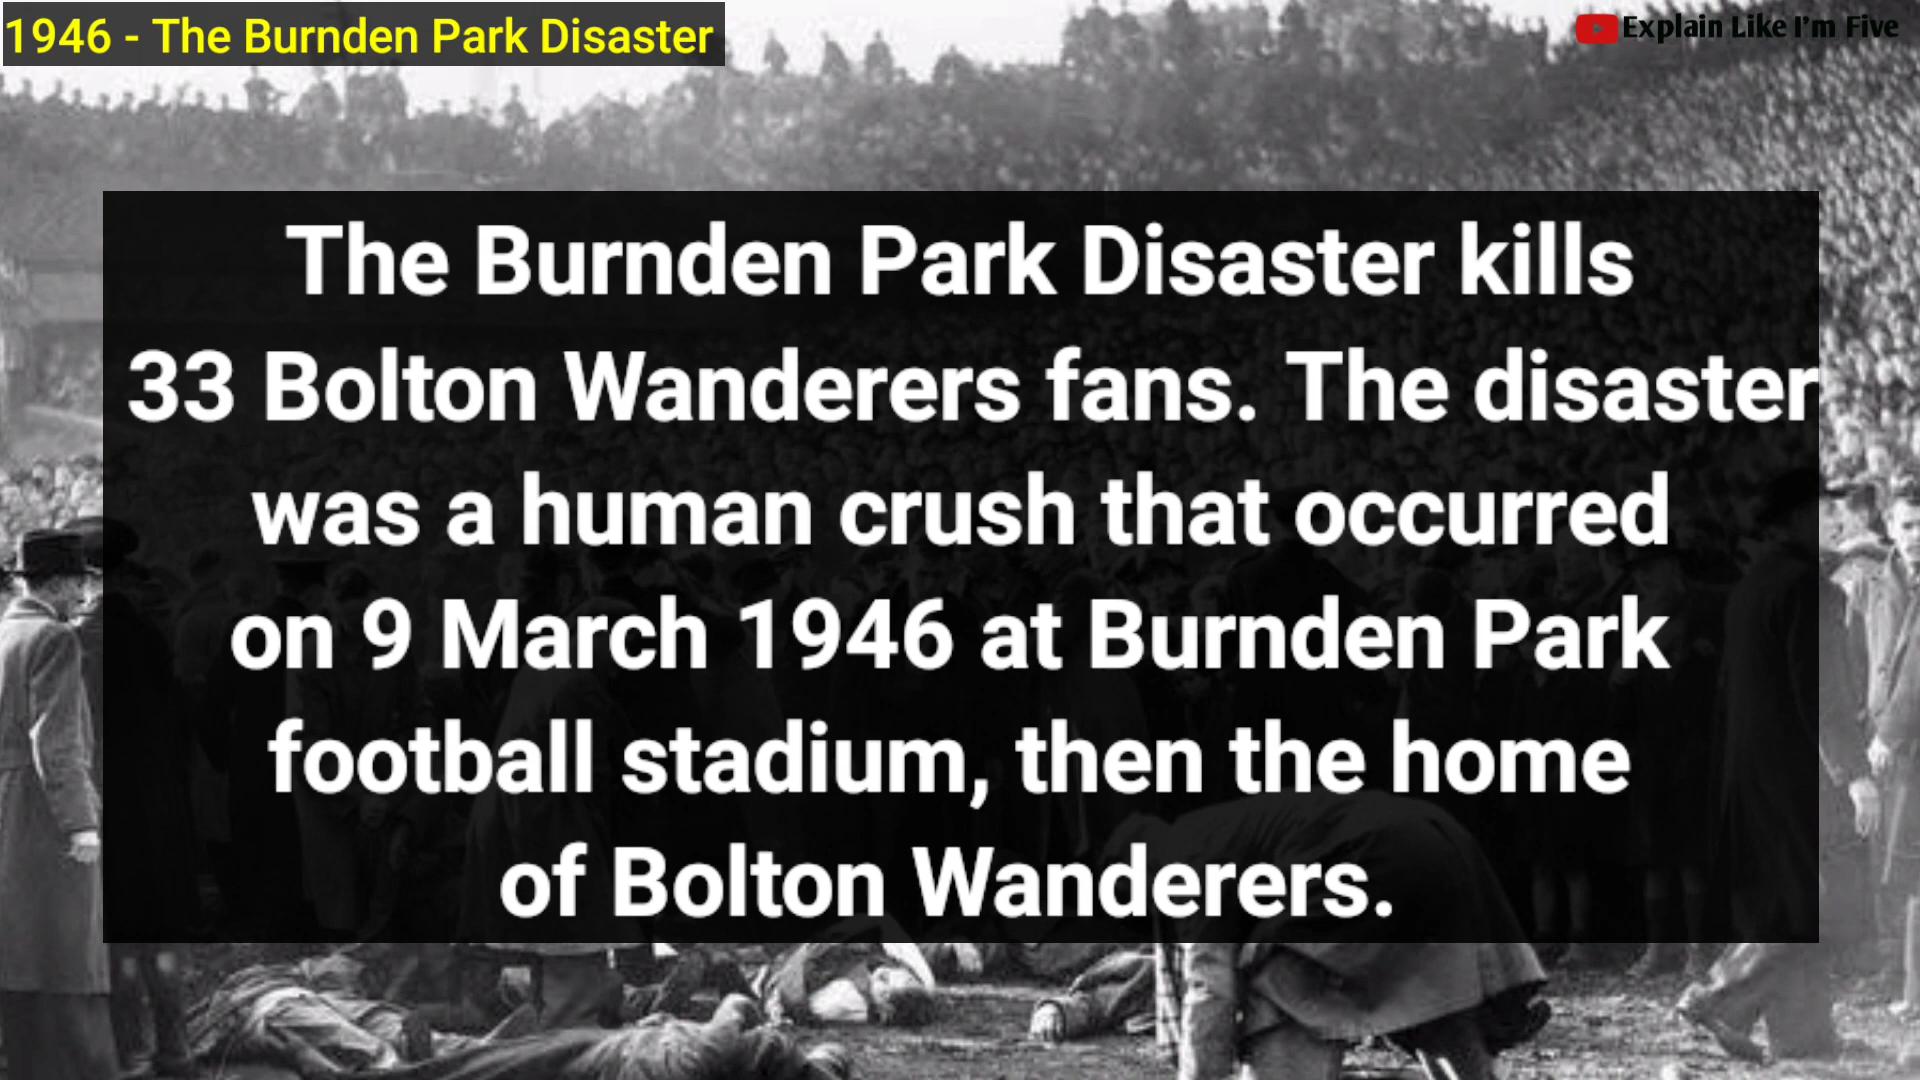 1946 - The Burnden Park Disaster
Explain Like I'm Five
The Burnden Park Disaster kills
33 Bolton Wanderers fans. The disaster
was a human crush that occurred
on 9 March 1946 at Burnden Park
football stadium, then the home
of Bolton Wanderers.